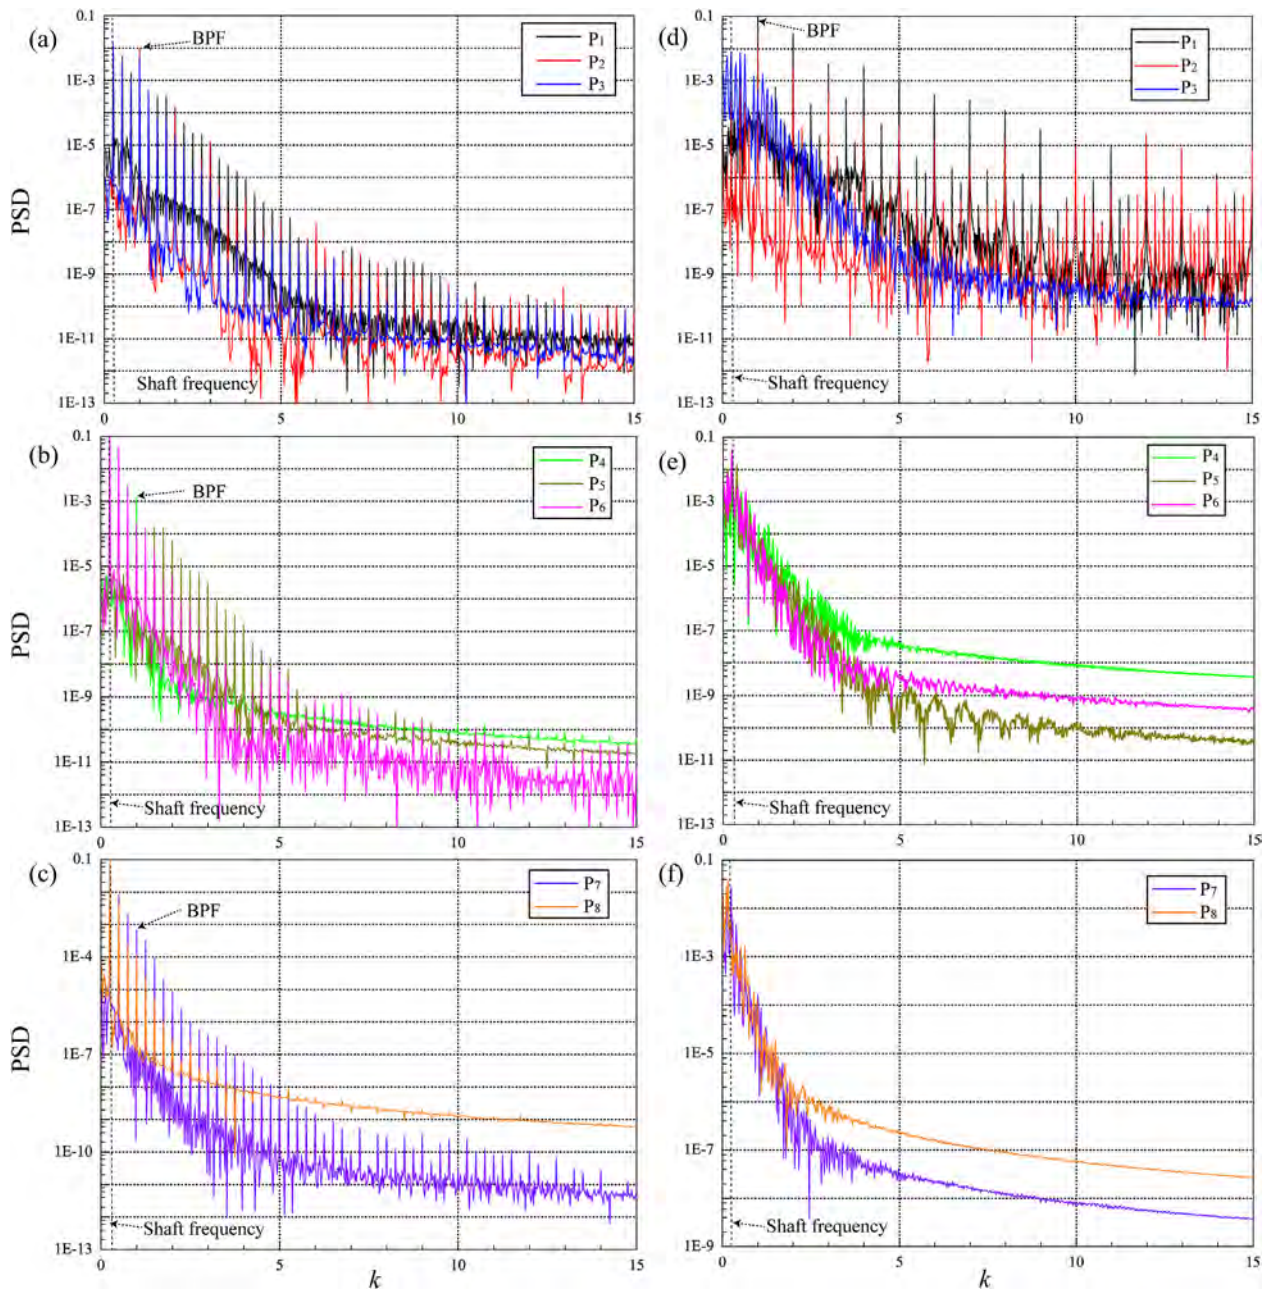 (a)
PSD
0.1
1E-3
1E-5
1E-7
1E-9
1E-11
1E-13
BPF
P1
P2
P3
Shaft frequency
5
10
15
(d)
0.1
1E-3
1E-5
1E-7
1E-9
1E-11
1E-13
BPF
P1
P2
P3
Shaft frequency
0
5
10
15
(b)
PSD
0.1
1E-3
1E-5
1E-7
1E-9
1E-11
1E-13
BPF
P4
P5
P6
Shaft frequency
5
10
15
(e)
0.1
1E-3
1E-5
1E-7
1E-9
1E-11
1E-13
P4
P5
P6
Shaft frequency
0
5
10
15
(c)
PSD
0.1
1E-4
1E-7
1E-10
1E-13
BPF
P7
P8
Shaft frequency
0
5
10
15
k
(f)
0.1
1E-3
1E-5
1E-7
1E-9
P7
P8
Shaft frequency
0
5
10
15
k